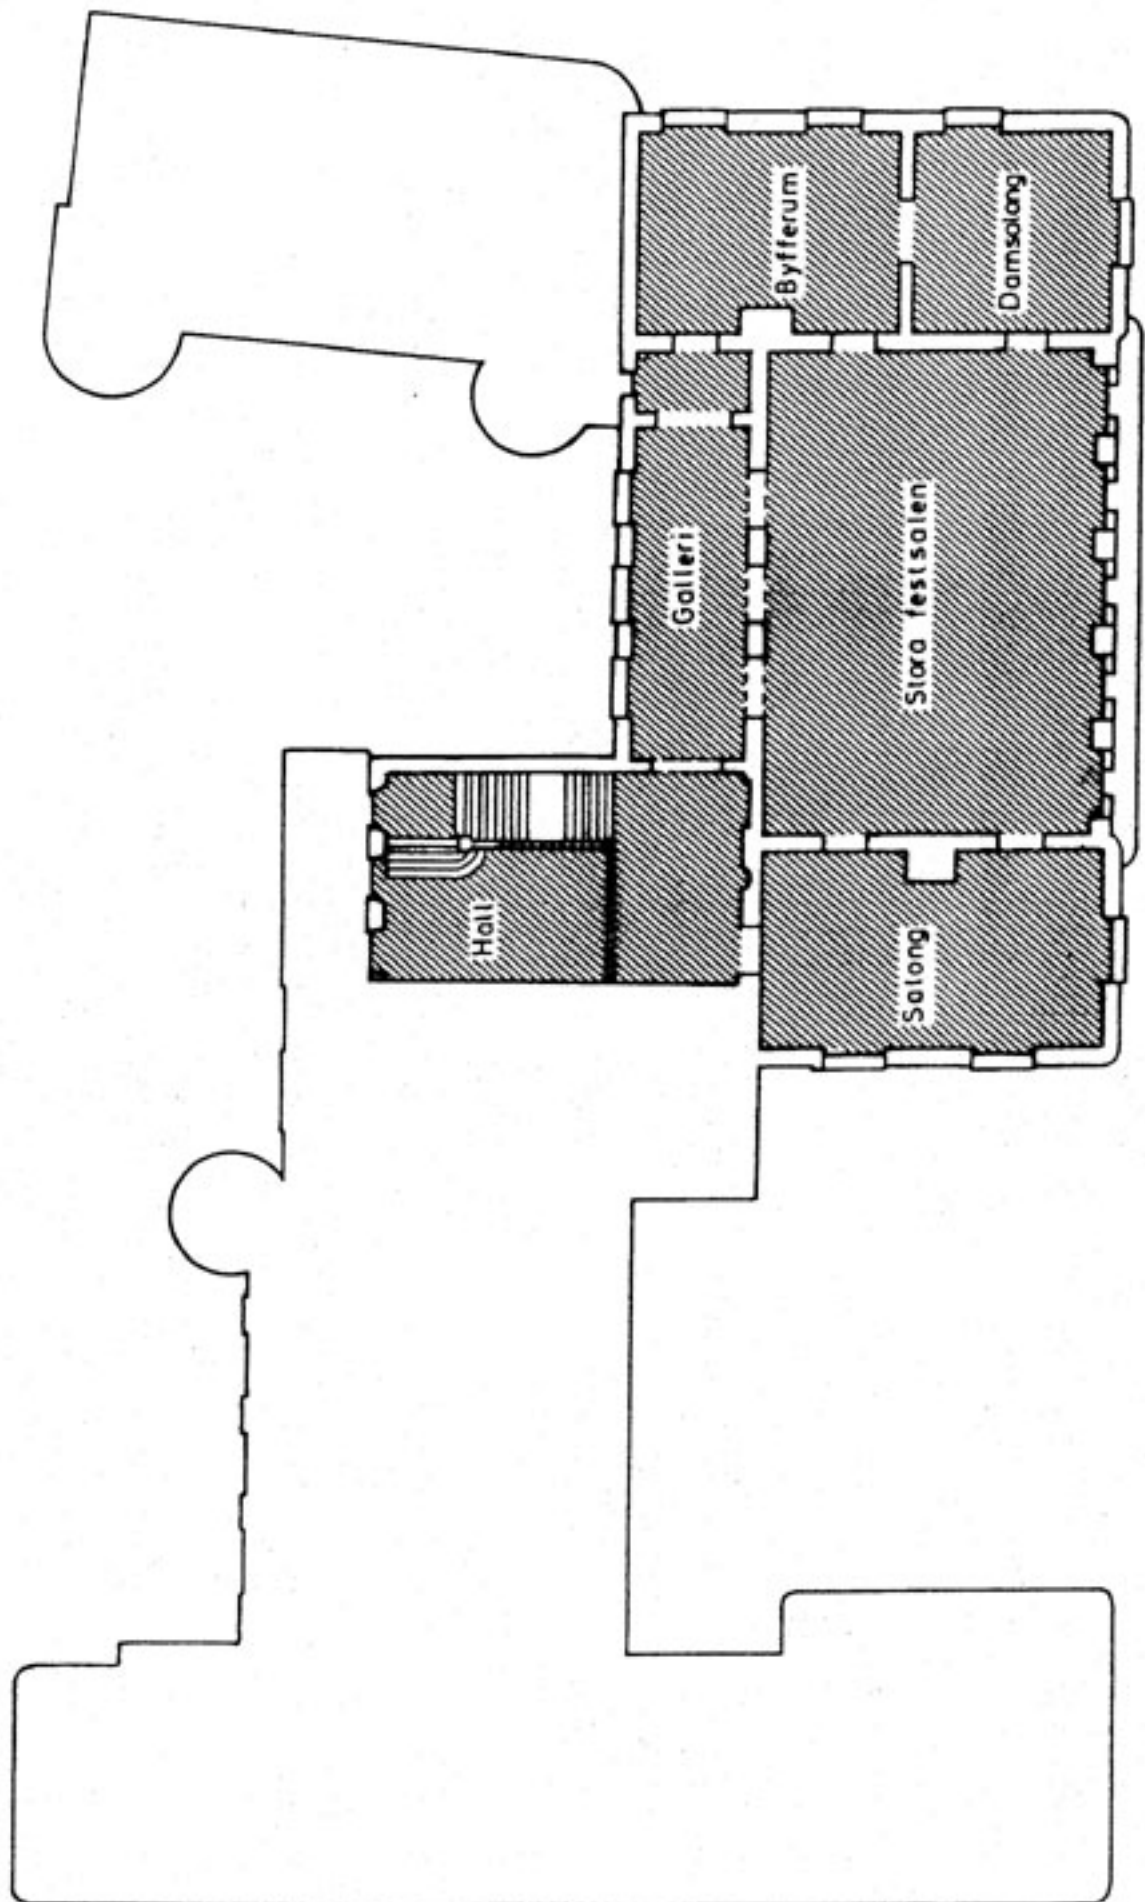 Hall
Galleri
Byfferum
Salong
Stora festsalen
Damsalong